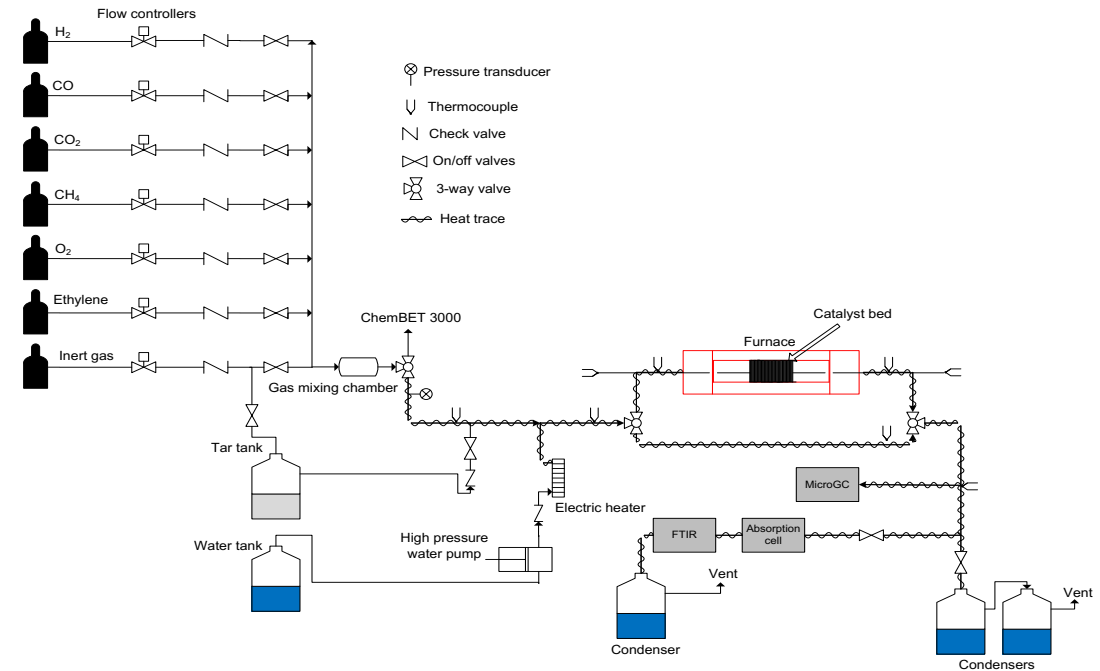 Flow controllers
H₂
CO
CO₂
CH₄
O₂
Ethylene
Inert gas
Pressure transducer
Thermocouple
Check valve
On/off valves
3-way valve
Heat trace
ChemBET 3000
Gas mixing chamber
Catalyst bed
Furnace
Tar tank
Electric heater
MicroGC
Water tank
High pressure
water pump
FTIR
Absorption
cell
Vent
Condenser
Vent
Condensers